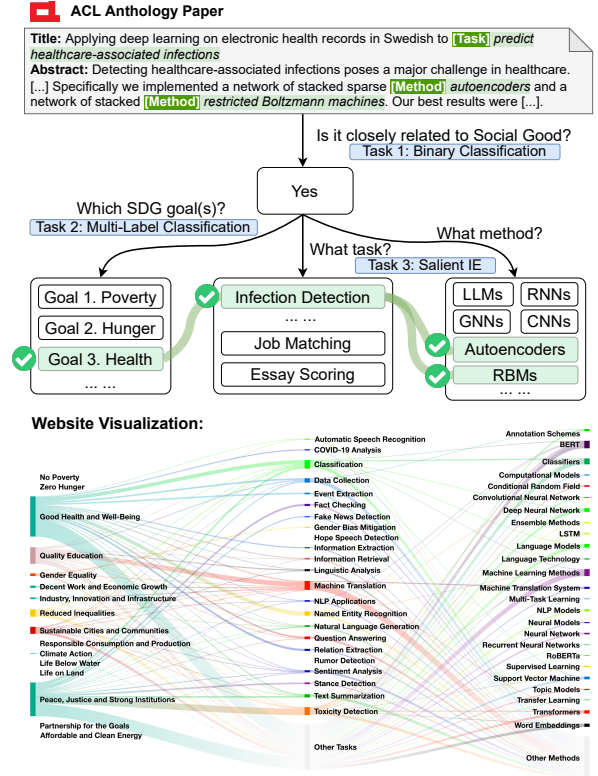 ACL Anthology Paper
Title: Applying deep learning on electronic health records in Swedish to [Task] predict
healthcare-associated infections
Abstract: Detecting healthcare-associated infections poses a major challenge in healthcare.
[...] Specifically we implemented a network of stacked sparse [Method] autoencoders and a
network of stacked [Method] restricted Boltzmann machines. Our best results were [...].
Is it closely related to Social Good?
Task 1: Binary Classification
Yes
Which SDG goal(s)?
Task 2: Multi-Label Classification
What task?
What method?
Task 3: Salient IE
Goal 1. Poverty
Goal 2. Hunger
Goal 3. Health
... ...
Infection Detection
... ...
Job Matching
Essay Scoring
LLMs
RNNs
GNNs
CNNs
Autoencoders
RBMs
... ...
Website Visualization:
No Poverty
Zero Hunger
Good Health and Well-Being
Quality Education
Gender Equality
Decent Work and Economic Growth
Industry, Innovation and Infrastructure
Reduced Inequalities
Sustainable Cities and Communities
Responsible Consumption and Production
Climate Action
Life Below Water
Life on Land
Peace, Justice and Strong Institutions
Partnership for the Goals
Affordable and Clean Energy
Automatic Speech Recognition
COVID-19 Analysis
Classification
Data Collection
Event Extraction
Fact Checking
Fake News Detection
Gender Bias Mitigation
Hope Speech Detection
Information Extraction
Information Retrieval
Linguistic Analysis
Machine Translation
NLP Applications
Named Entity Recognition
Natural Language Generation
Question Answering
Relation Extraction
Rumor Detection
Sentiment Analysis
Stance Detection
Text Summarization
Toxicity Detection
Other Tasks
Annotation Schemes
BERT
Classifiers
Computational Models
Conditional Random Field
Convolutional Neural Network
Deep Neural Network
Ensemble Methods
LSTM
Language Models
Language Technology
Machine Learning Methods
Machine Translation System
Multi-Task Learning
NLP Models
Neural Models
Neural Network
Recurrent Neural Networks
RoBERTa
Supervised Learning
Support Vector Machine
Topic Models
Transfer Learning
Transformers
Word Embeddings
Other Methods